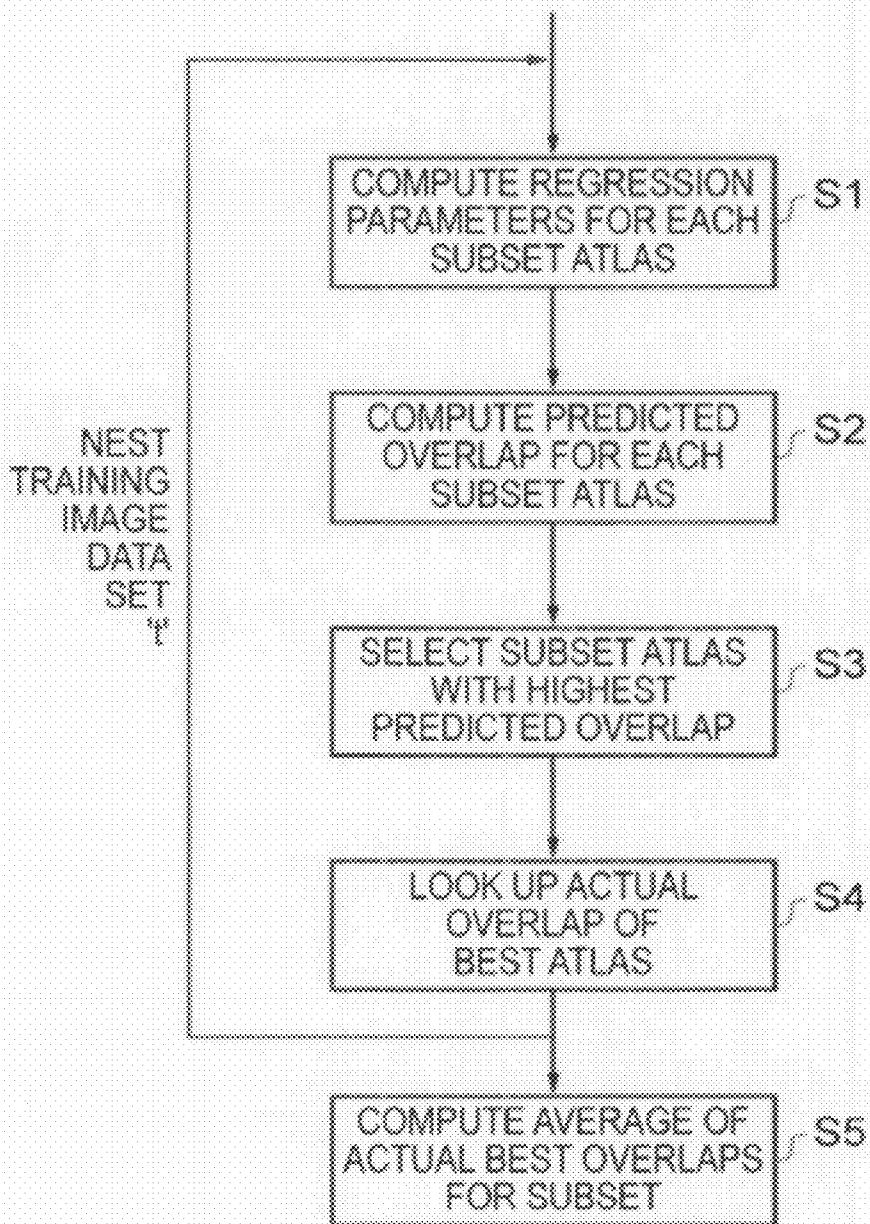 COMPUTE REGRESSION
PARAMETERS FOR EACH
SUBSET ATLAS
S1
COMPUTE PREDICTED
OVERLAP FOR EACH
SUBSET ATLAS
S2
NEST
TRAINING
IMAGE
DATA
SET
't'
SELECT SUBSET ATLAS
WITH HIGHEST
PREDICTED OVERLAP
S3
LOOK UP ACTUAL
OVERLAP OF
BEST ATLAS
S4
COMPUTE AVERAGE OF
ACTUAL BEST OVERLAPS
FOR SUBSET
S5